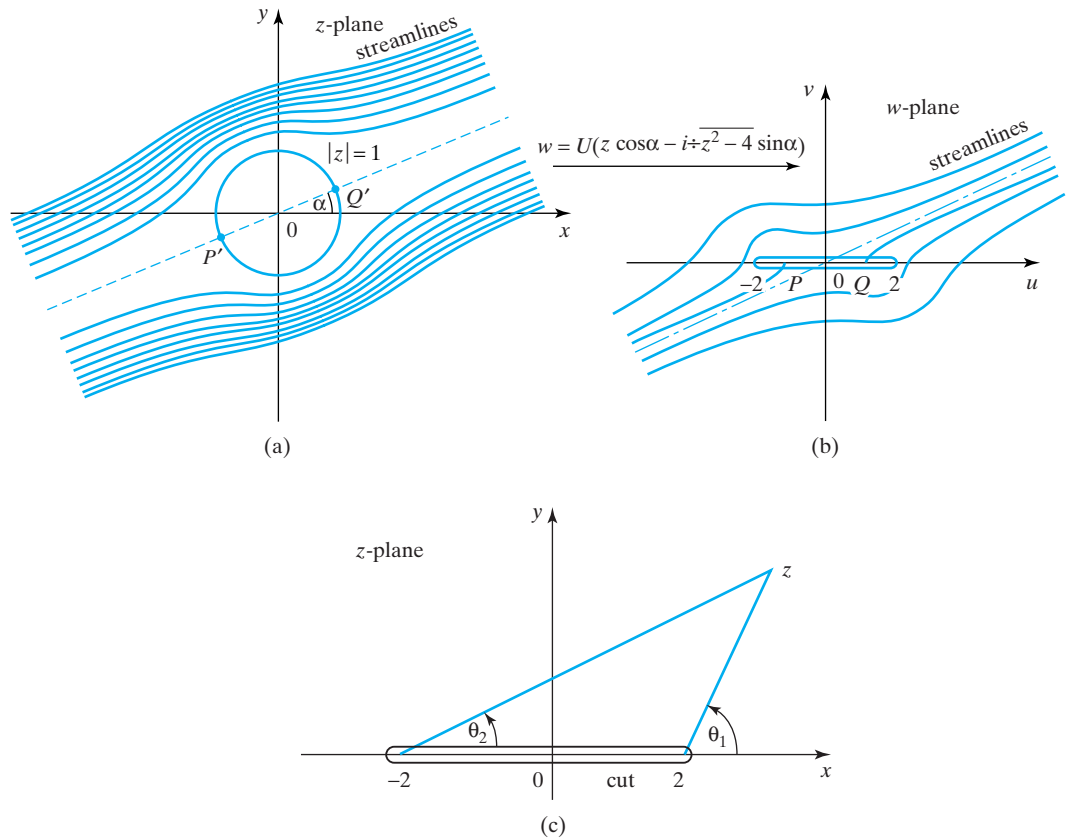 y
z-plane
streamlines
|z| = 1
α
Q′
0
x
P′
(a)
w = U(z cosα – i÷z² – 4 sinα)
v
w-plane
streamlines
–2
P
0
Q
2
u
(b)
y
z-plane
z
θ₂
θ₁
–2
0
cut
2
x
(c)